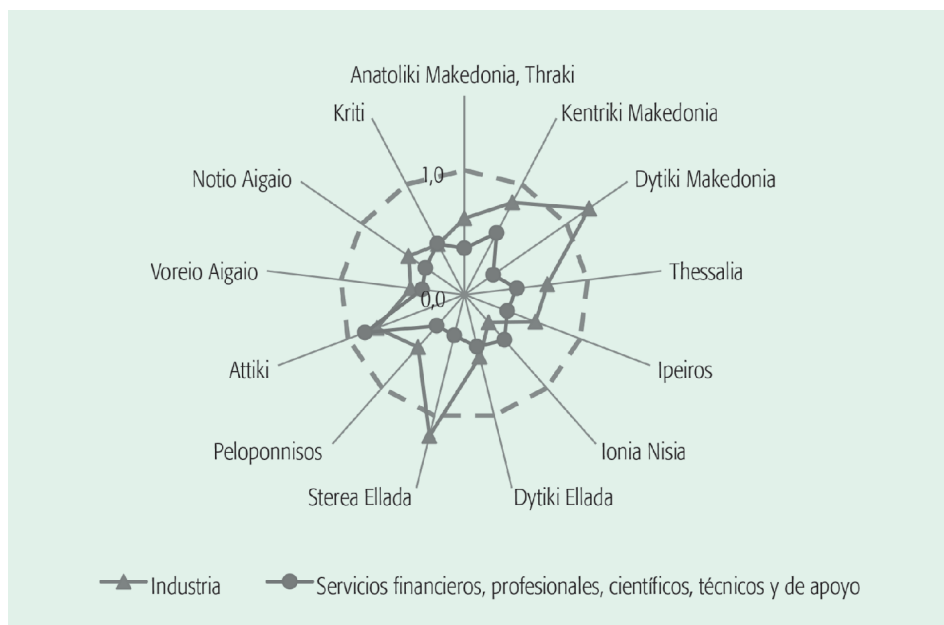 Anatoliki Makedonia, Thraki
Kriti
Kentriki Makedonia
1,0
Notio Aigaio
Dytiki Makedonia
Voreio Aigaio
Thessalia
0,0
Attiki
Ipeiros
Peloponnisos
Ionia Nisia
Sterea Ellada
Dytiki Ellada
Industria
Servicios financieros, profesionales, científicos, técnicos y de apoyo